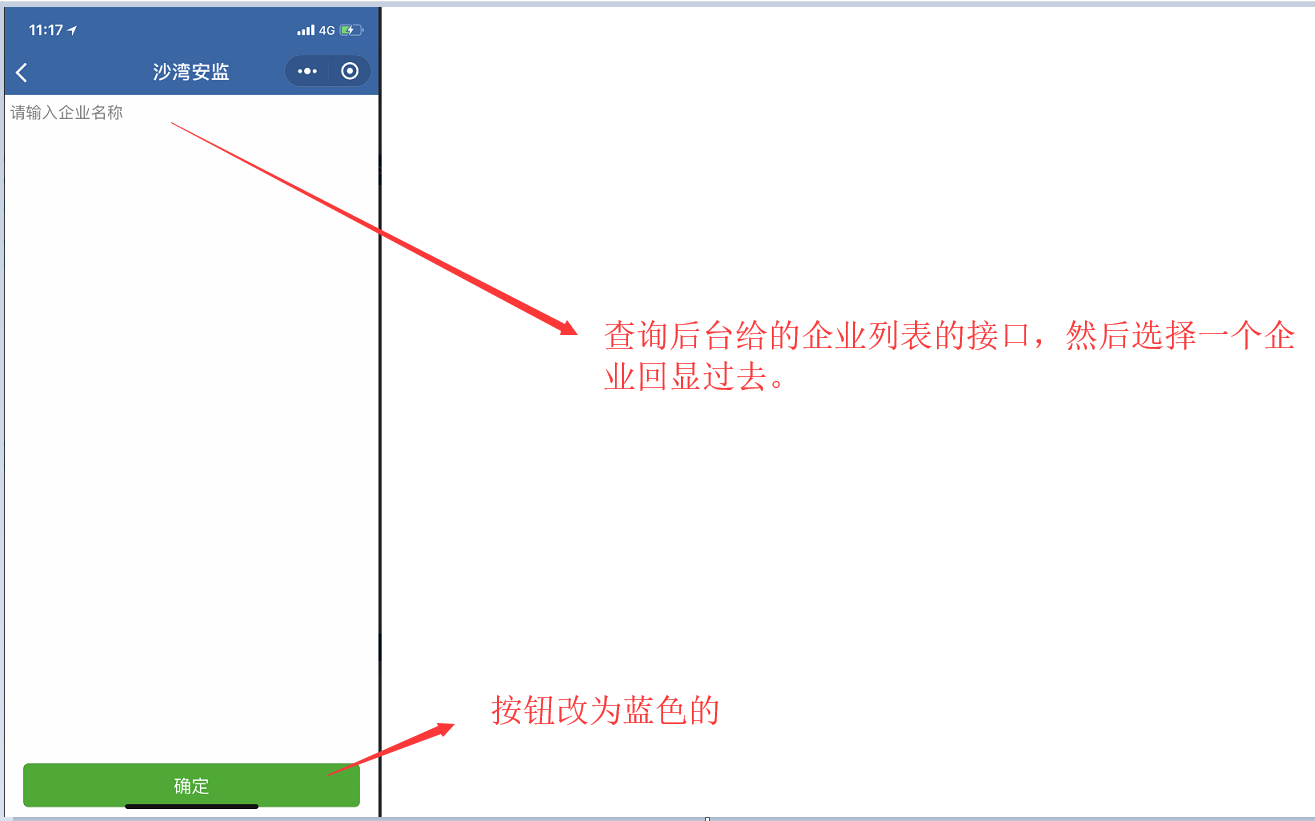 11:17
4G
沙湾安监
请输入企业名称
查询后台给的企业列表的接口，然后选择一个企
业回显过去。
按钮改为蓝色的
确定